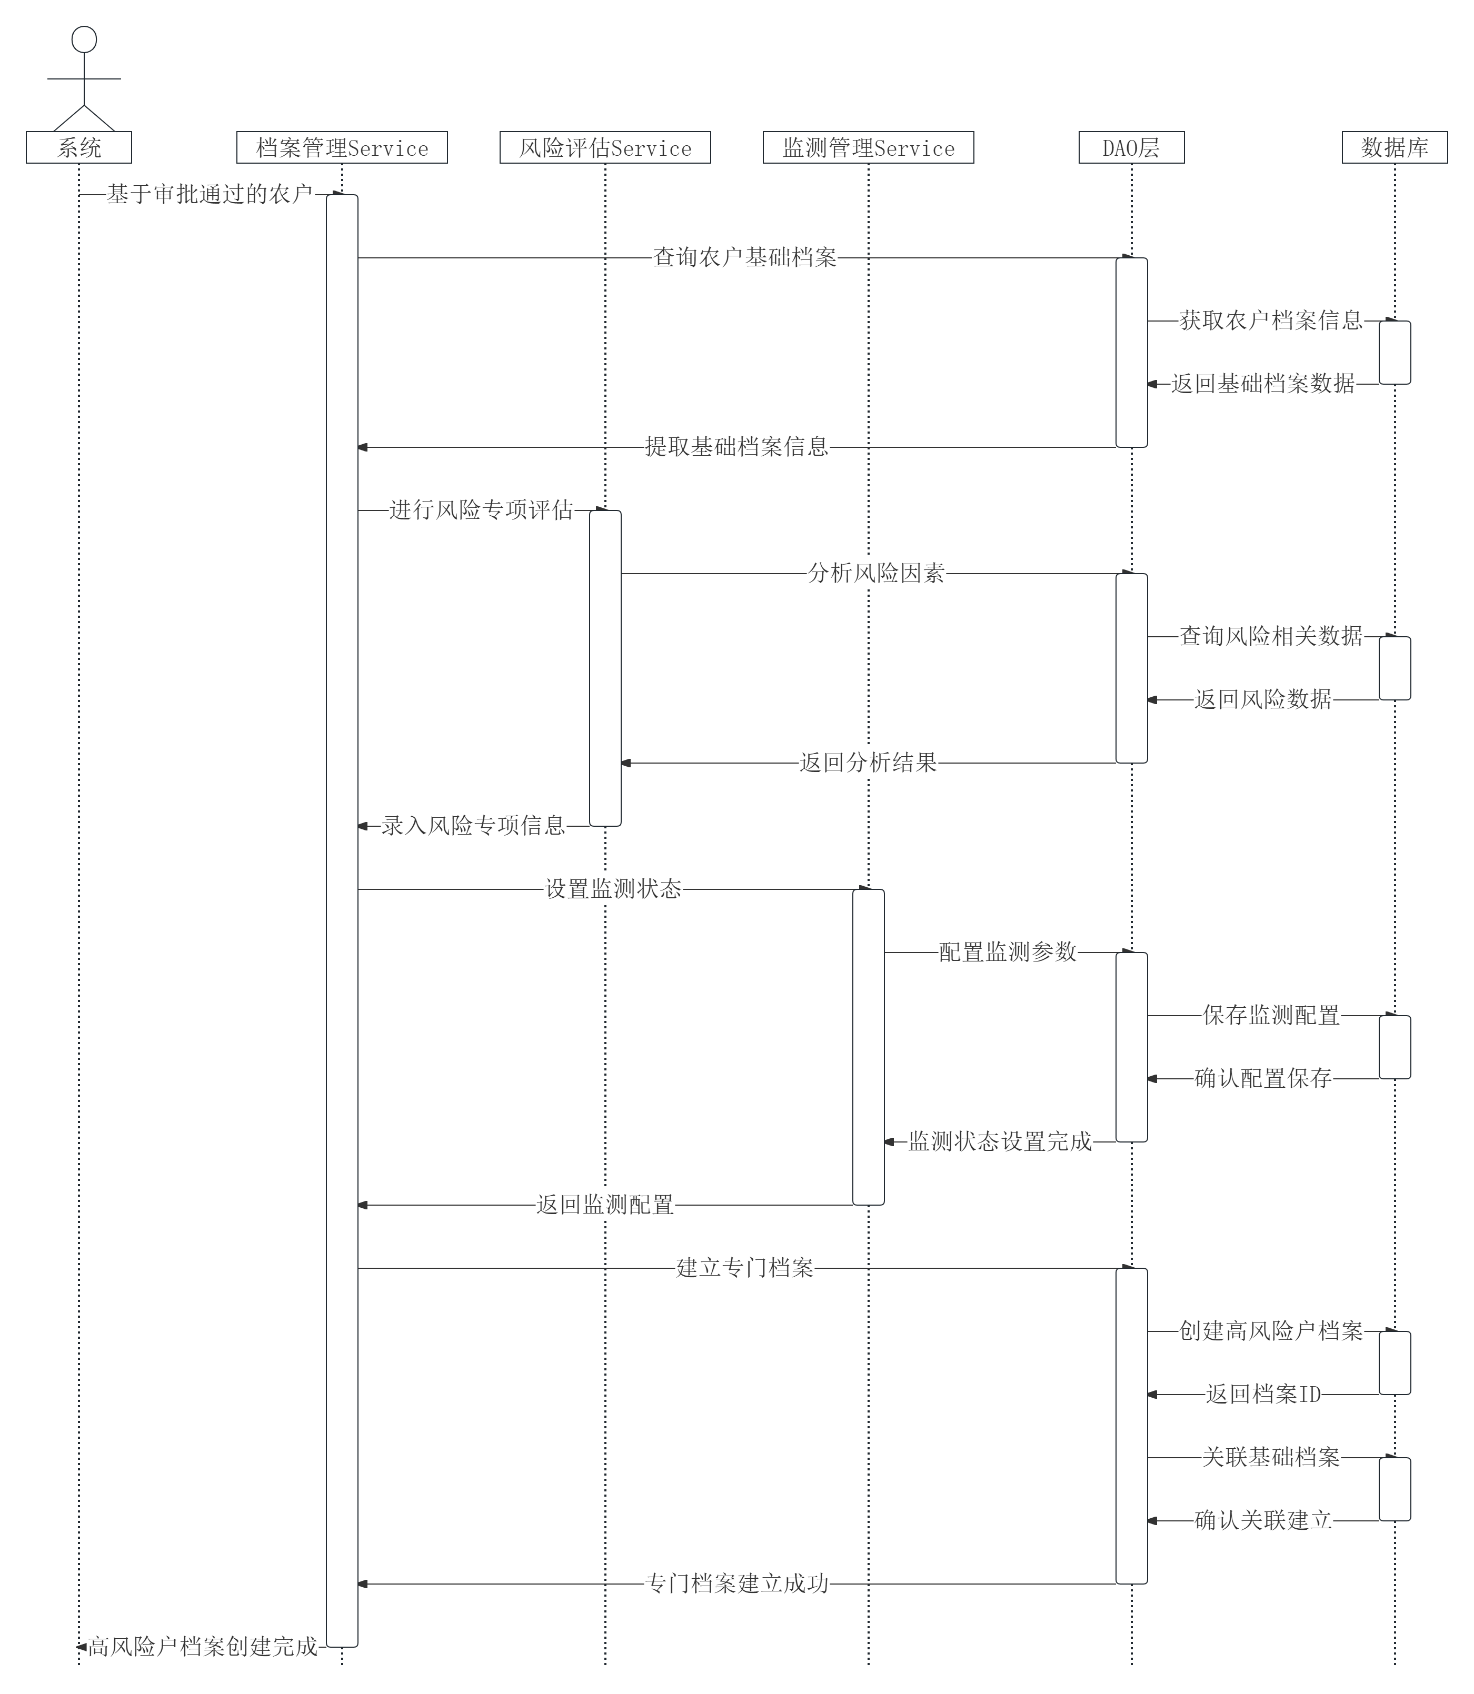 系统
档案管理Service
风险评估Service
监测管理Service
DAO层
数据库
基于审批通过的农户
查询农户基础档案
获取农户档案信息
返回基础档案数据
提取基础档案信息
进行风险专项评估
分析风险因素
查询风险相关数据
返回风险数据
返回分析结果
录入风险专项信息
设置监测状态
配置监测参数
保存监测配置
确认配置保存
监测状态设置完成
返回监测配置
建立专门档案
创建高风险户档案
返回档案ID
关联基础档案
确认关联建立
专门档案建立成功
高风险户档案创建完成